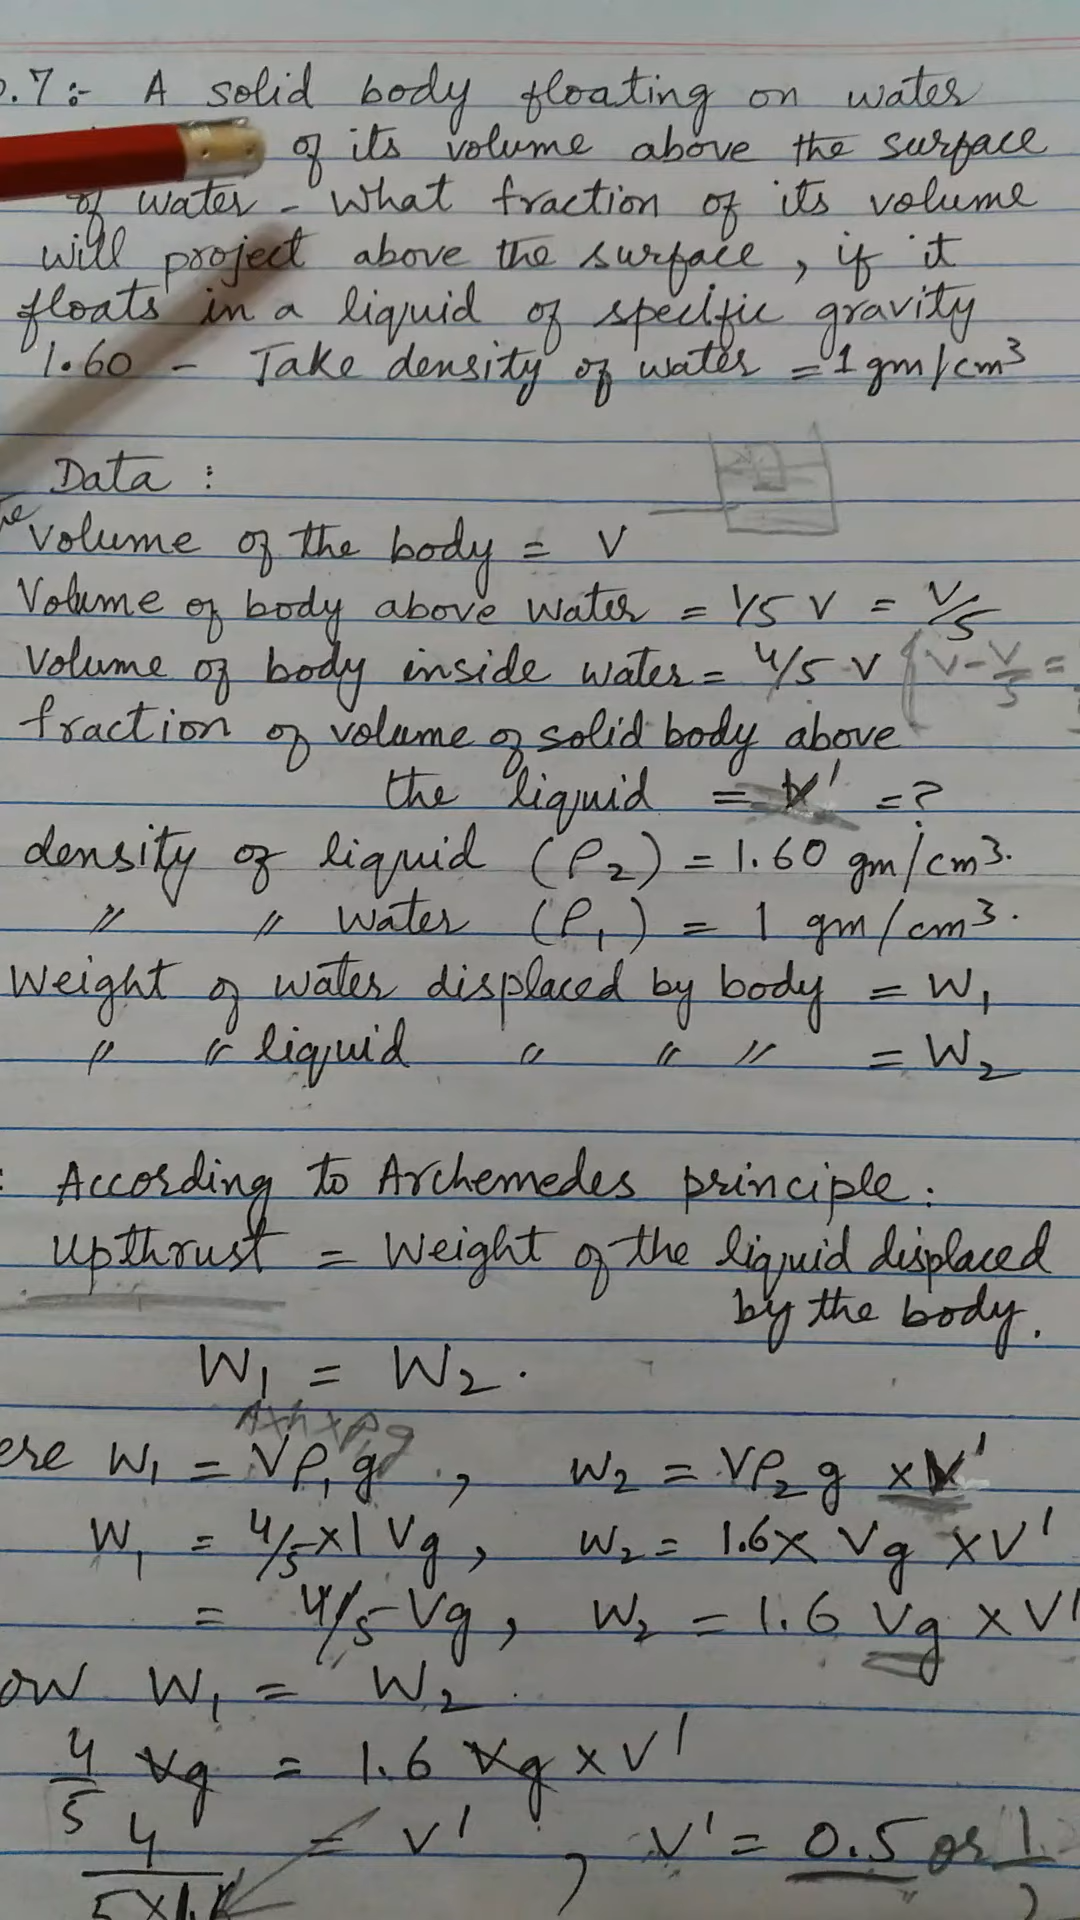 .7:- A solid body floating on water
of its volume above the surface
of water - What fraction of its volume
will project above the surface, if it
floats in a liquid of specific gravity
1.60 - Take density of water = 1 gm/cm³
Data :
Volume of the body = V
Volume of body above water = 1/5 V = V/5
Volume of body inside water = 4/5 V { V - V/5 =
fraction of volume of solid body above
the liquid = V' = ?
density of liquid (ρ₂) = 1.60 gm/cm³.
〃 〃 water (ρ₁) = 1 gm/cm³.
Weight of water displaced by body = W₁
〃 〃 liquid 〃 〃 〃 = W₂
: According to Archemedes principle.
Upthrust = Weight of the liquid displaced
by the body.
W₁ = W₂.
A×h×ρg
ere W₁ = Vρ₁g , W₂ = Vρ₂g × V'
W₁ = 4/5×1 Vg, W₂ = 1.6× Vg ×V'
= 4/5 Vg, W₂ = 1.6 Vg × V'
ow W₁ = W₂.
4/5 Vg = 1.6 Vg × V'
4/5×1. = V' , V' = 0.5 or 1